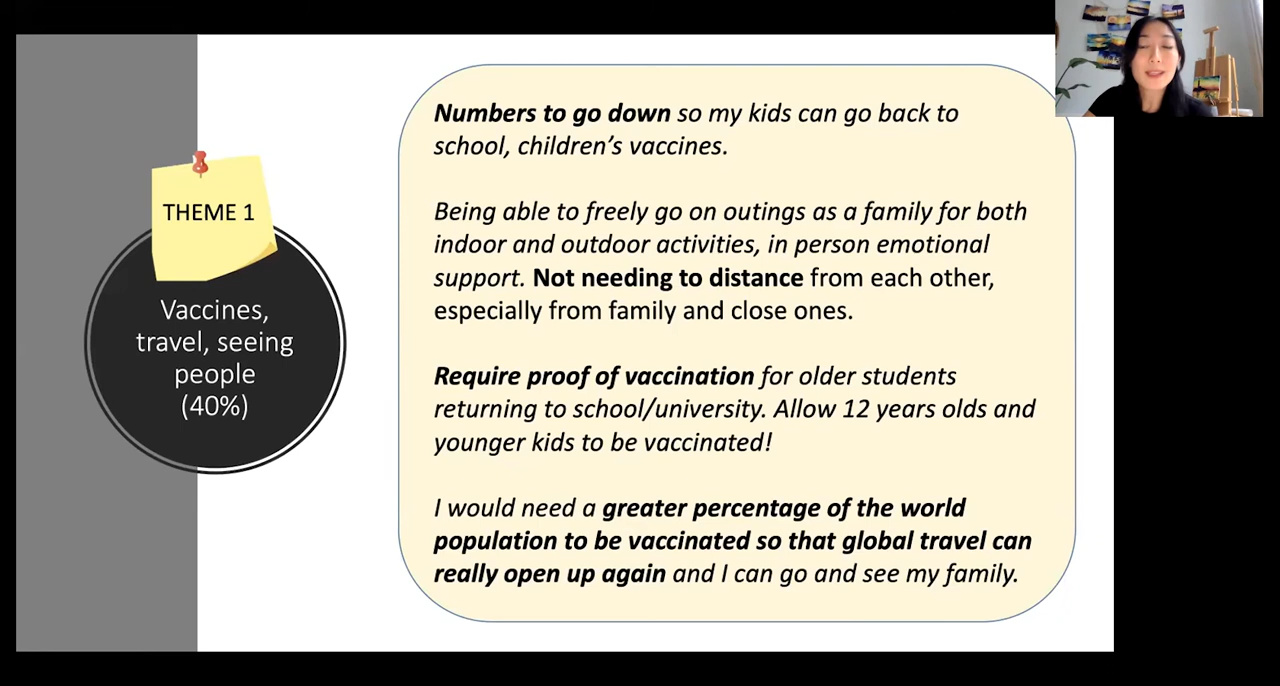 THEME 1
Vaccines,
travel, seeing
people
(40%)
Numbers to go down so my kids can go back to
school, children’s vaccines.
Being able to freely go on outings as a family for both
indoor and outdoor activities, in person emotional
support. Not needing to distance from each other,
especially from family and close ones.
Require proof of vaccination for older students
returning to school/university. Allow 12 years olds and
younger kids to be vaccinated!
I would need a greater percentage of the world
population to be vaccinated so that global travel can
really open up again and I can go and see my family.